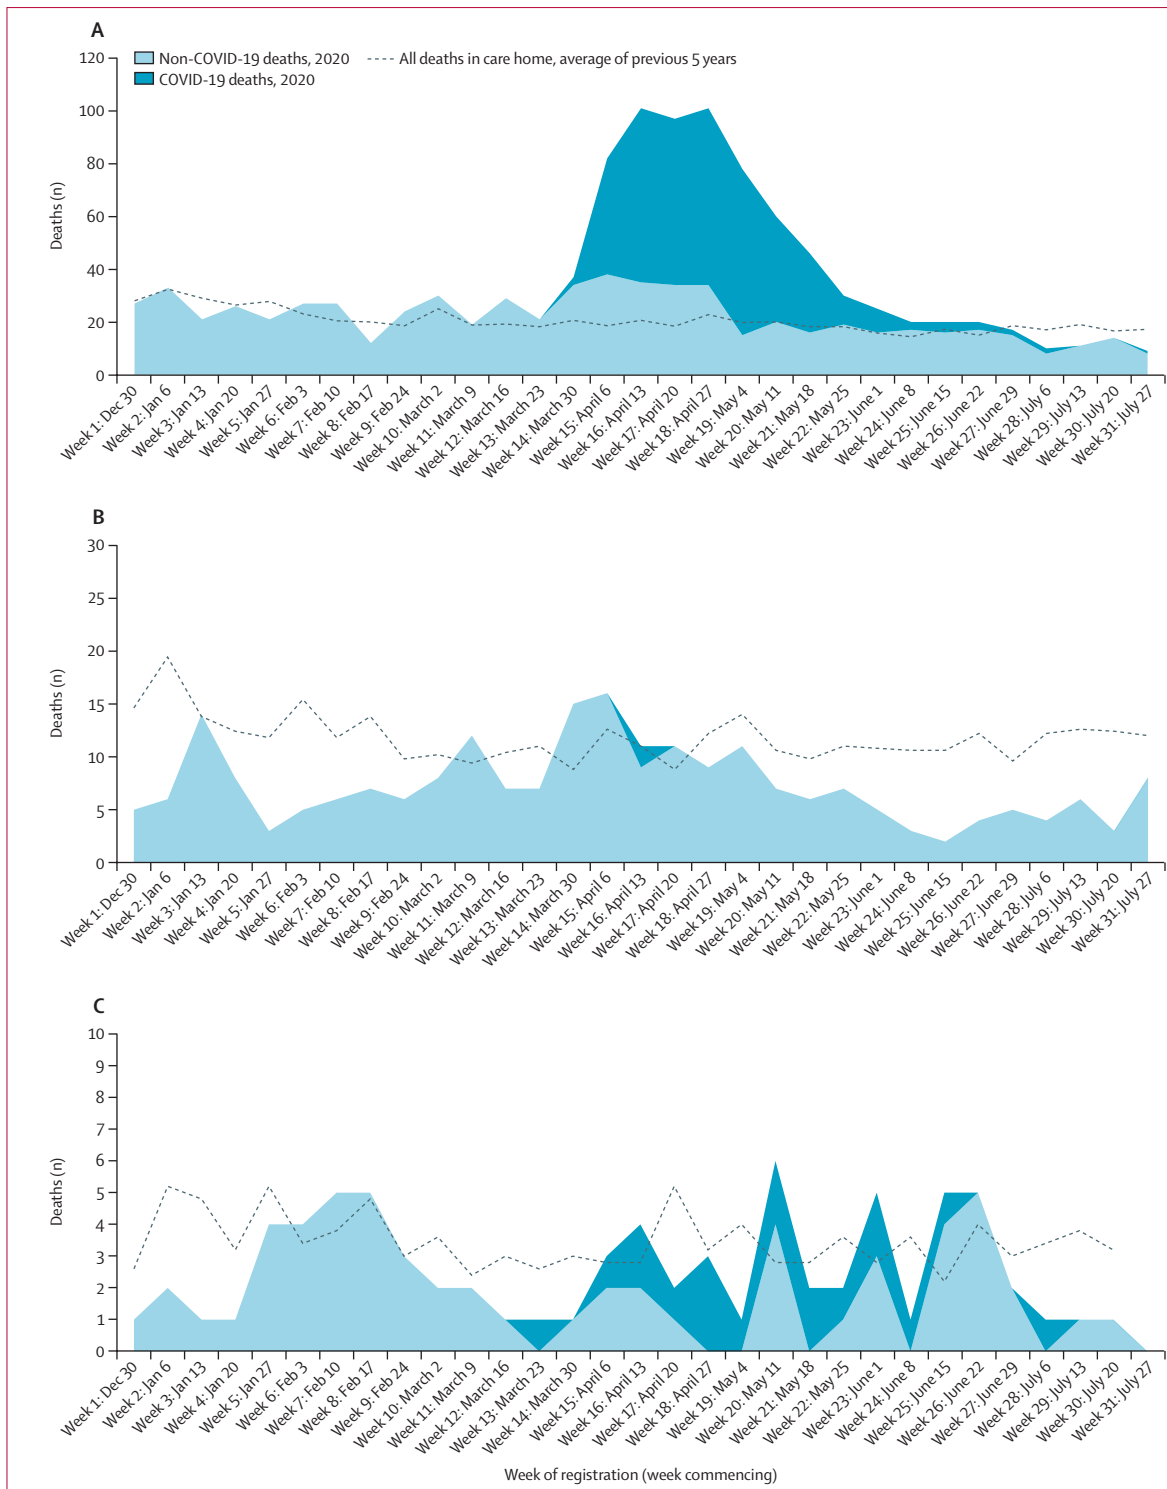 A
Non-COVID-19 deaths, 2020
All deaths in care home, average of previous 5 years
COVID-19 deaths, 2020
Deaths (n)
120
100
80
60
40
20
0
Week 1: Dec 30
Week 2: Jan 6
Week 3: Jan 13
Week 4: Jan 20
Week 5: Jan 27
Week 6: Feb 3
Week 7: Feb 10
Week 8: Feb 17
Week 9: Feb 24
Week 10: March 2
Week 11: March 9
Week 12: March 16
Week 13: March 23
Week 14: March 30
Week 15: April 6
Week 16: April 13
Week 17: April 20
Week 18: April 27
Week 19: May 4
Week 20: May 11
Week 21: May 18
Week 22: May 25
Week 23: June 1
Week 24: June 8
Week 25: June 15
Week 26: June 22
Week 27: June 29
Week 28: July 6
Week 29: July 13
Week 30: July 20
Week 31: July 27
B
Deaths (n)
30
25
20
15
10
5
0
Week 1: Dec 30
Week 2: Jan 6
Week 3: Jan 13
Week 4: Jan 20
Week 5: Jan 27
Week 6: Feb 3
Week 7: Feb 10
Week 8: Feb 17
Week 9: Feb 24
Week 10: March 2
Week 11: March 9
Week 12: March 16
Week 13: March 23
Week 14: March 30
Week 15: April 6
Week 16: April 13
Week 17: April 20
Week 18: April 27
Week 19: May 4
Week 20: May 11
Week 21: May 18
Week 22: May 25
Week 23: June 1
Week 24: June 8
Week 25: June 15
Week 26: June 22
Week 27: June 29
Week 28: July 6
Week 29: July 13
Week 30: July 20
Week 31: July 27
C
Deaths (n)
10
9
8
7
6
5
4
3
2
1
0
Week 1: Dec 30
Week 2: Jan 6
Week 3: Jan 13
Week 4: Jan 20
Week 5: Jan 27
Week 6: Feb 3
Week 7: Feb 10
Week 8: Feb 17
Week 9: Feb 24
Week 10: March 2
Week 11: March 9
Week 12: March 16
Week 13: March 23
Week 14: March 30
Week 15: April 6
Week 16: April 13
Week 17: April 20
Week 18: April 27
Week 19: May 4
Week 20: May 11
Week 21: May 18
Week 22: May 25
Week 23: June 1
Week 24: June 8
Week 25: June 15
Week 26: June 22
Week 27: June 29
Week 28: July 6
Week 29: July 13
Week 30: July 20
Week 31: July 27
Week of registration (week commencing)